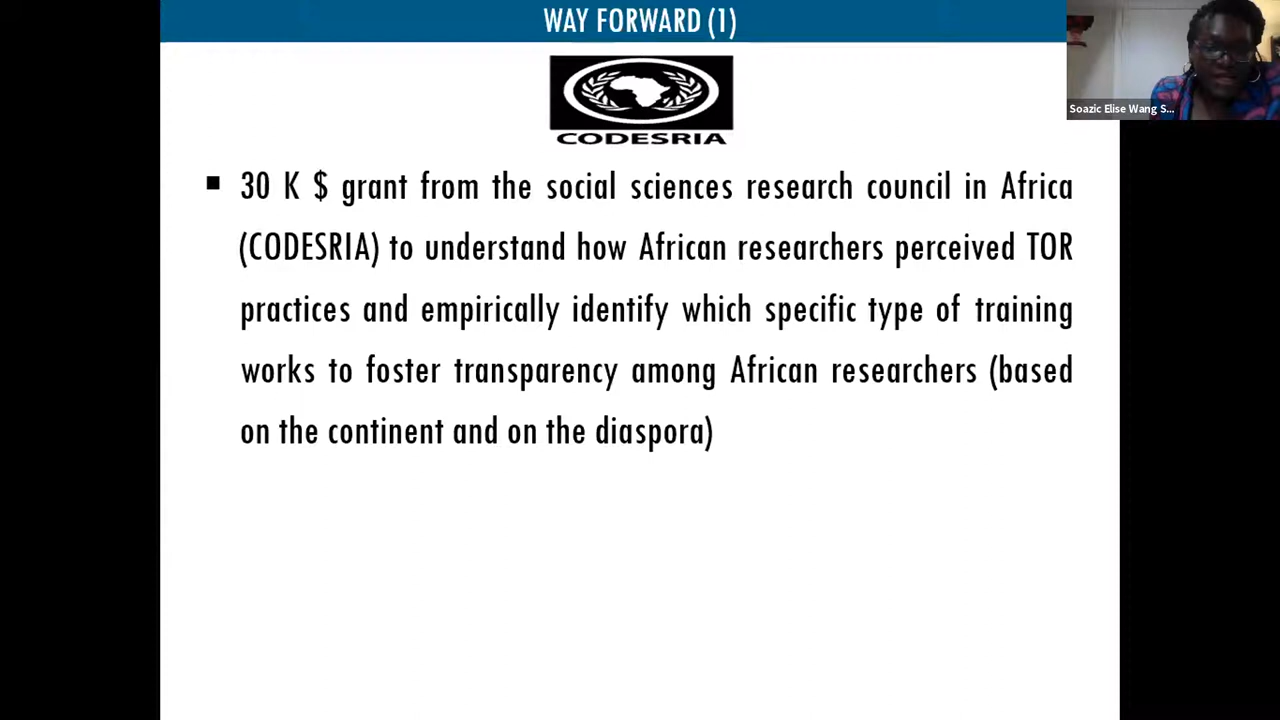 WAY FORWARD (1)
Soazic Elise Wang S...
CODESRIA
▪ 30 K $ grant from the social sciences research council in Africa
(CODESRIA) to understand how African researchers perceived TOR
practices and empirically identify which specific type of training
works to foster transparency among African researchers (based
on the continent and on the diaspora)